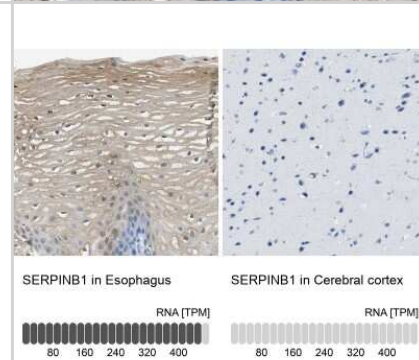 SERPINB1 in Esophagus
SERPINB1 in Cerebral cortex
RNA [TPM]
RNA [TPM]
80 160 240 320 400
80 160 240 320 400